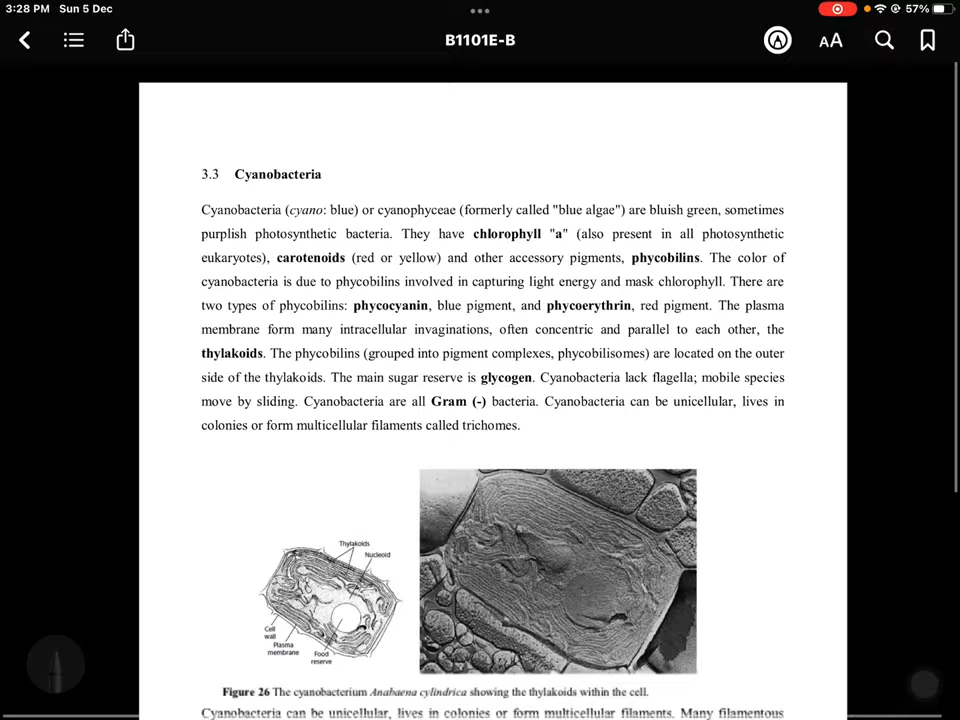 3:28 PM Sun 5 Dec
57%
B1101E-B
AA
3.3 Cyanobacteria
Cyanobacteria (cyano: blue) or cyanophyceae (formerly called "blue algae") are bluish green, sometimes
purplish photosynthetic bacteria. They have chlorophyll "a" (also present in all photosynthetic
eukaryotes), carotenoids (red or yellow) and other accessory pigments, phycobilins. The color of
cyanobacteria is due to phycobilins involved in capturing light energy and mask chlorophyll. There are
two types of phycobilins: phycocyanin, blue pigment, and phycoerythrin, red pigment. The plasma
membrane form many intracellular invaginations, often concentric and parallel to each other, the
thylakoids. The phycobilins (grouped into pigment complexes, phycobilisomes) are located on the outer
side of the thylakoids. The main sugar reserve is glycogen. Cyanobacteria lack flagella; mobile species
move by sliding. Cyanobacteria are all Gram (-) bacteria. Cyanobacteria can be unicellular, lives in
colonies or form multicellular filaments called trichomes.
Thylakoids
Nucleoid
Cell
wall
Plasma
membrane
Food
reserve
Figure 26 The cyanobacterium Anabaena cylindrica showing the thylakoids within the cell.
Cyanobacteria can be unicellular, lives in colonies or form multicellular filaments. Many filamentous